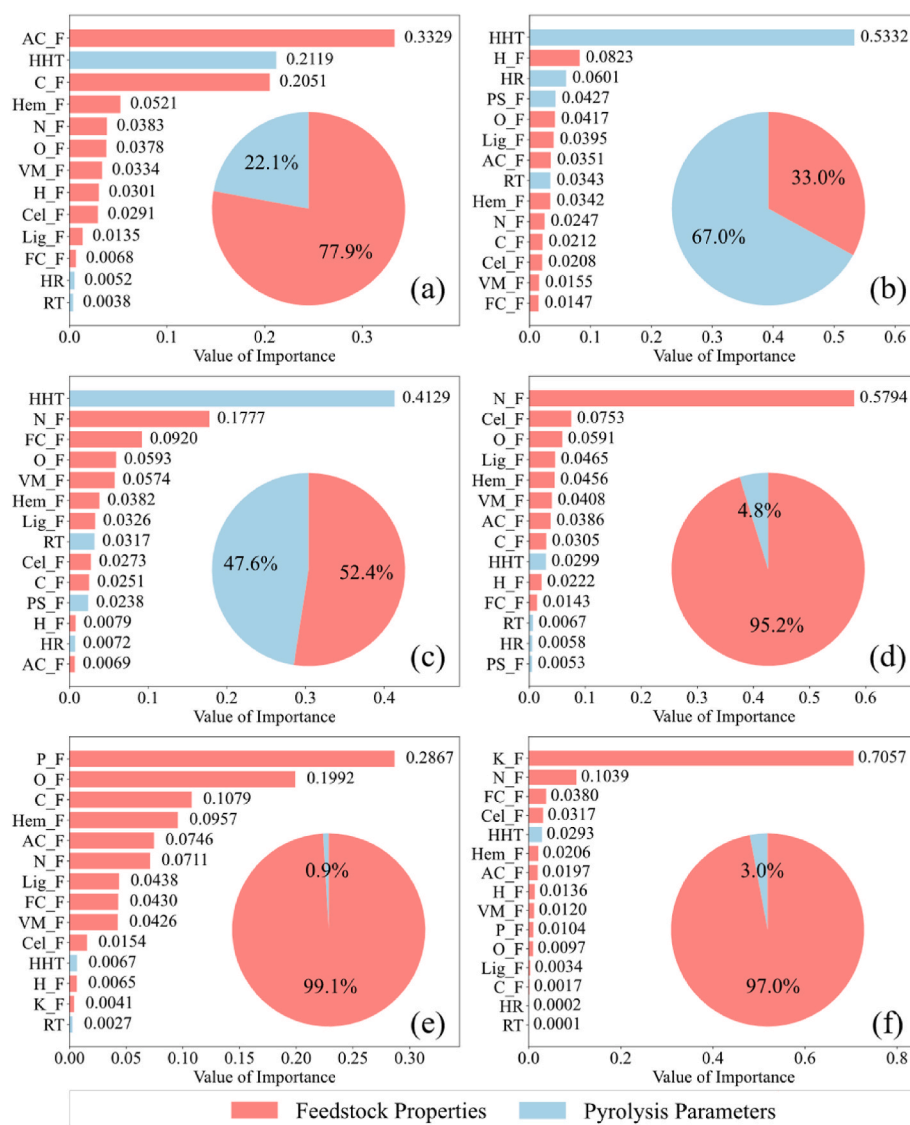 AC_F 0.3329
HHT 0.2119
C_F 0.2051
Hem_F 0.0521
N_F 0.0383
O_F 0.0378
VM_F 0.0334
H_F 0.0301
Cel_F 0.0291
Lig_F 0.0135
FC_F 0.0068
HR 0.0052
RT 0.0038
22.1%
77.9%
(a)
0.0 0.1 0.2 0.3
Value of Importance
HHT 0.5332
H_F 0.0823
HR 0.0601
PS_F 0.0427
O_F 0.0417
Lig_F 0.0395
AC_F 0.0351
RT 0.0343
Hem_F 0.0342
N_F 0.0247
C_F 0.0212
Cel_F 0.0208
VM_F 0.0155
FC_F 0.0147
33.0%
67.0%
(b)
0.0 0.1 0.2 0.3 0.4 0.5 0.6
Value of Importance
HHT 0.4129
N_F 0.1777
FC_F 0.0920
O_F 0.0593
VM_F 0.0574
Hem_F 0.0382
Lig_F 0.0326
RT 0.0317
Cel_F 0.0273
C_F 0.0251
PS_F 0.0238
H_F 0.0079
HR 0.0072
AC_F 0.0069
47.6%
52.4%
(c)
0.0 0.1 0.2 0.3 0.4
Value of Importance
N_F 0.5794
Cel_F 0.0753
O_F 0.0591
Lig_F 0.0465
Hem_F 0.0456
VM_F 0.0408
AC_F 0.0386
C_F 0.0305
HHT 0.0299
H_F 0.0222
FC_F 0.0143
RT 0.0067
HR 0.0058
PS_F 0.0053
4.8%
95.2%
(d)
0.0 0.1 0.2 0.3 0.4 0.5 0.6
Value of Importance
P_F 0.2867
O_F 0.1992
C_F 0.1079
Hem_F 0.0957
AC_F 0.0746
N_F 0.0711
Lig_F 0.0438
FC_F 0.0430
VM_F 0.0426
Cel_F 0.0154
HHT 0.0067
H_F 0.0065
K_F 0.0041
RT 0.0027
0.9%
99.1%
(e)
0.00 0.05 0.10 0.15 0.20 0.25 0.30
Value of Importance
K_F 0.7057
N_F 0.1039
FC_F 0.0380
Cel_F 0.0317
HHT 0.0293
Hem_F 0.0206
AC_F 0.0197
H_F 0.0136
VM_F 0.0120
P_F 0.0104
O_F 0.0097
Lig_F 0.0034
C_F 0.0017
HR 0.0002
RT 0.0001
3.0%
97.0%
(f)
0.0 0.2 0.4 0.6 0.8
Value of Importance
Feedstock Properties Pyrolysis Parameters